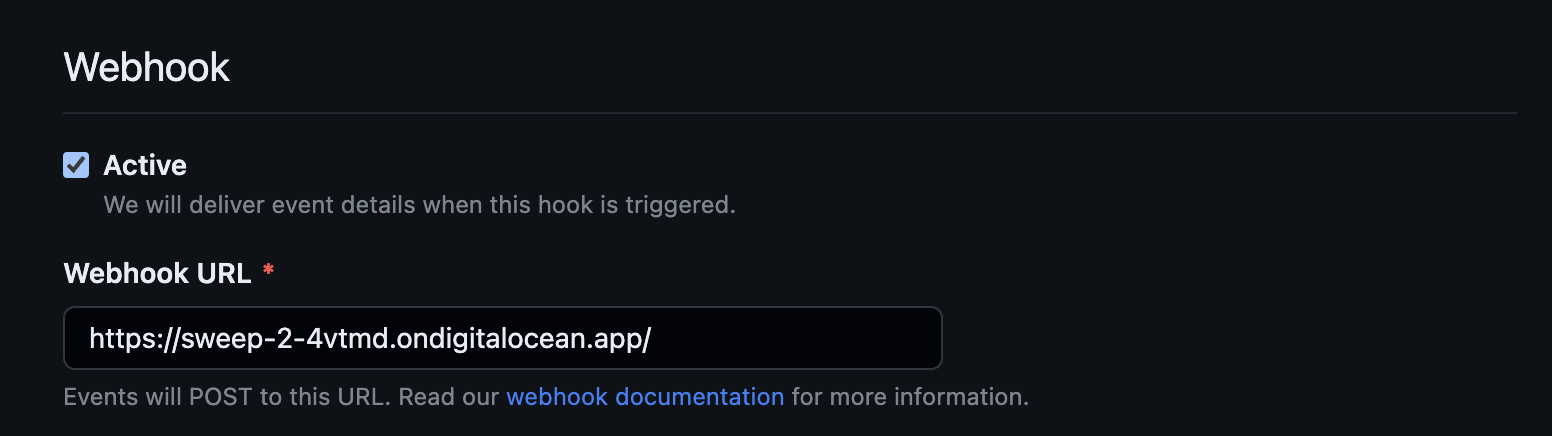 Webhook
Active
We will deliver event details when this hook is triggered.
Webhook URL *
https://sweep-2-4vtmd.ondigitalocean.app/
Events will POST to this URL. Read our webhook documentation for more information.